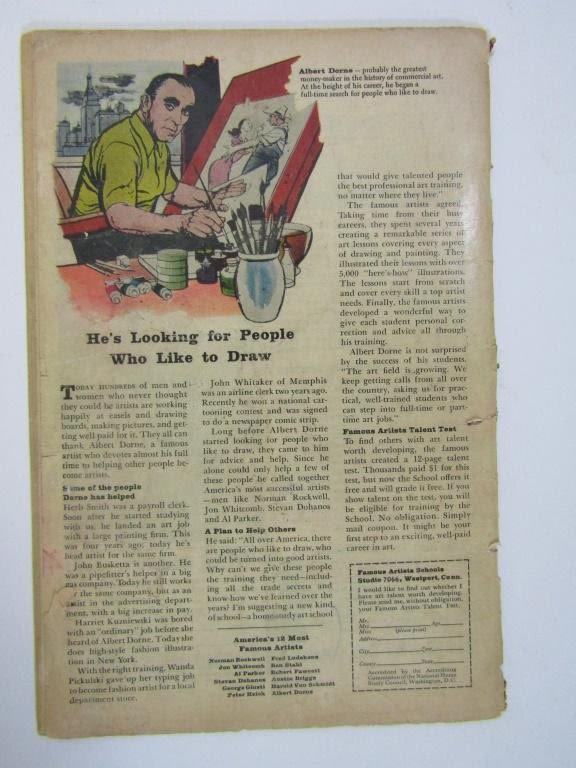 Albert Dorne — probably the greatest
money-maker in the history of commercial art.
At the height of his career, he began a
full-time search for people who like to draw.
He's Looking for People
Who Like to Draw
TODAY HUNDREDS of men and
women who never thought
they could be artists are working
happily at easels and drawing
boards, making pictures, and get-
ting well paid for it. They all can
thank Albert Dorne, a famous
artist who devotes almost his full
time to helping other people be-
come artists.
Some of the people
Dorne has helped
Herb Smith was a payroll clerk.
Soon after he started studying
with us, he landed an art job
with a large printing firm. This
was four years ago; today he's
head artist for the same firm.
John Busketta is another. He
was a pipefitter's helper in a big
gas company. Today he still works
the same company, but as an
artist in the advertising depart-
ment, with a big increase in pay.
Harriet Kuzniewski was bored
with an "ordinary" job before she
heard of Albert Dorne. Today she
does high-fashion illustra-
tion in New York.
With the right training, Wanda
Pickulski gave up her typing job
to become fashion artist for a local
department store.
John Whitaker of Memphis
was an airline clerk two years ago.
Recently he won a national car-
tooning contest and was signed
to do a newspaper comic strip.
Long before Albert Dorne
started looking for people who
like to draw, they came to him
for advice and help. Since he
alone could only help a few of
these people he called together
America's most successful artists
—men like Norman Rockwell,
Jon Whitcomb, Stevan Dohanos
and Al Parker.
A Plan to Help Others
He said: "All over America, there
are people who like to draw, who
could be turned into good artists.
Why can't we give these people
the training they need—includ-
ing all the trade secrets and
know-how we learned over the
years? I'm suggesting a new kind
of school—a home study art school
America's 12 Most
Famous Artists
Norman Rockwell Fred Ludekens
Jon Whitcomb Ben Stahl
Al Parker Robert Fawcett
Stevan Dohanos Austin Briggs
George Giusti Harold Von Schmidt
Peter Helck Albert Dorne
that would give talented people
the best professional art training,
no matter where they live."
The famous artists agreed.
Taking time from their busy
careers, they spent several years
creating a remarkable series of
art lessons covering every aspect
of drawing and painting. They
illustrated their lessons with over
5,000 "here's-how" illustrations.
The lessons start from scratch
and cover every skill a top artist
needs. Finally, the famous artists
developed a wonderful way to
give each student personal cor-
rection and advice all through
his training.
Albert Dorne is not surprised
by the success of his students.
"The art field is growing. We
keep getting calls from all over
the country, asking us for prac-
tical, well-trained students who
can step into full-time or part-
time art jobs."
Famous Artists Talent Test
To find others with art talent
worth developing, the famous
artists created a 12-page talent
test. Thousands paid $1 for this
test, but now the School offers it
free and will grade it free. If you
show talent on the test, you will
be eligible for training by the
School. No obligation. Simply
mail coupon. It might be your
first step to an exciting, well-paid
career in art.
Famous Artists Schools
Studio 7066, Westport, Conn.
I would like to find out whether I
have art talent worth developing.
Please send me, without obligation,
your Famous Artists Talent Test.
Mr.
Mrs. Age
Miss (please print)
Address
City Zone
County State
Accredited by the Accrediting
Commission of the National Home
Study Council, Washington, D.C.